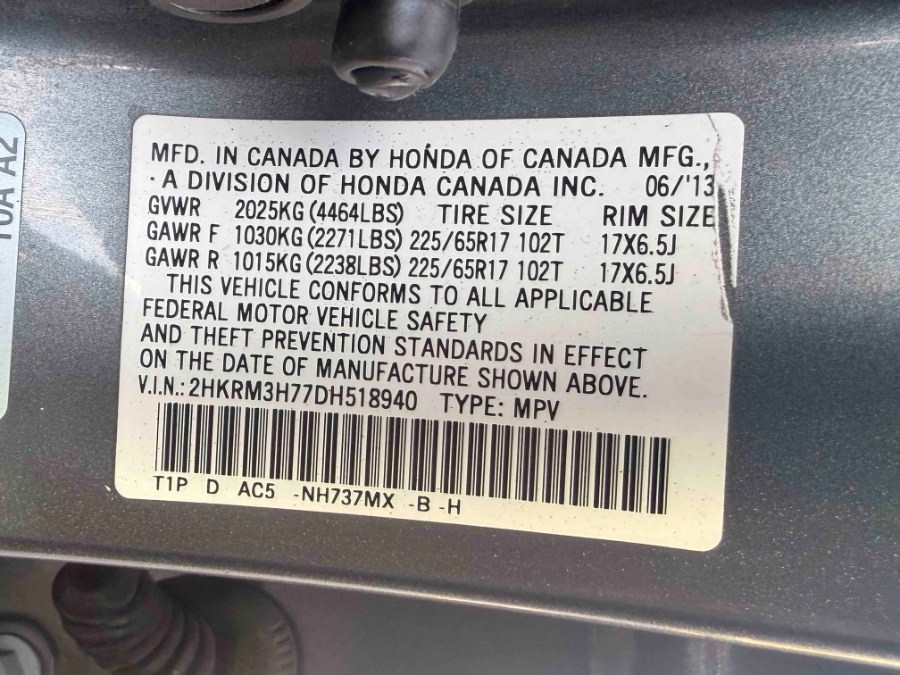 MFD. IN CANADA BY HONDA OF CANADA MFG.,
· A DIVISION OF HONDA CANADA INC. 06/'13
GVWR 2025KG (4464LBS) TIRE SIZE RIM SIZE
GAWR F 1030KG (2271LBS) 225/65R17 102T 17X6.5J
GAWR R 1015KG (2238LBS) 225/65R17 102T 17X6.5J
THIS VEHICLE CONFORMS TO ALL APPLICABLE
FEDERAL MOTOR VEHICLE SAFETY
AND THEFT PREVENTION STANDARDS IN EFFECT
ON THE DATE OF MANUFACTURE SHOWN ABOVE.
V.I.N.: 2HKRM3H77DH518940 TYPE: MPV
T1P D AC5 -NH737MX -B -H
A2